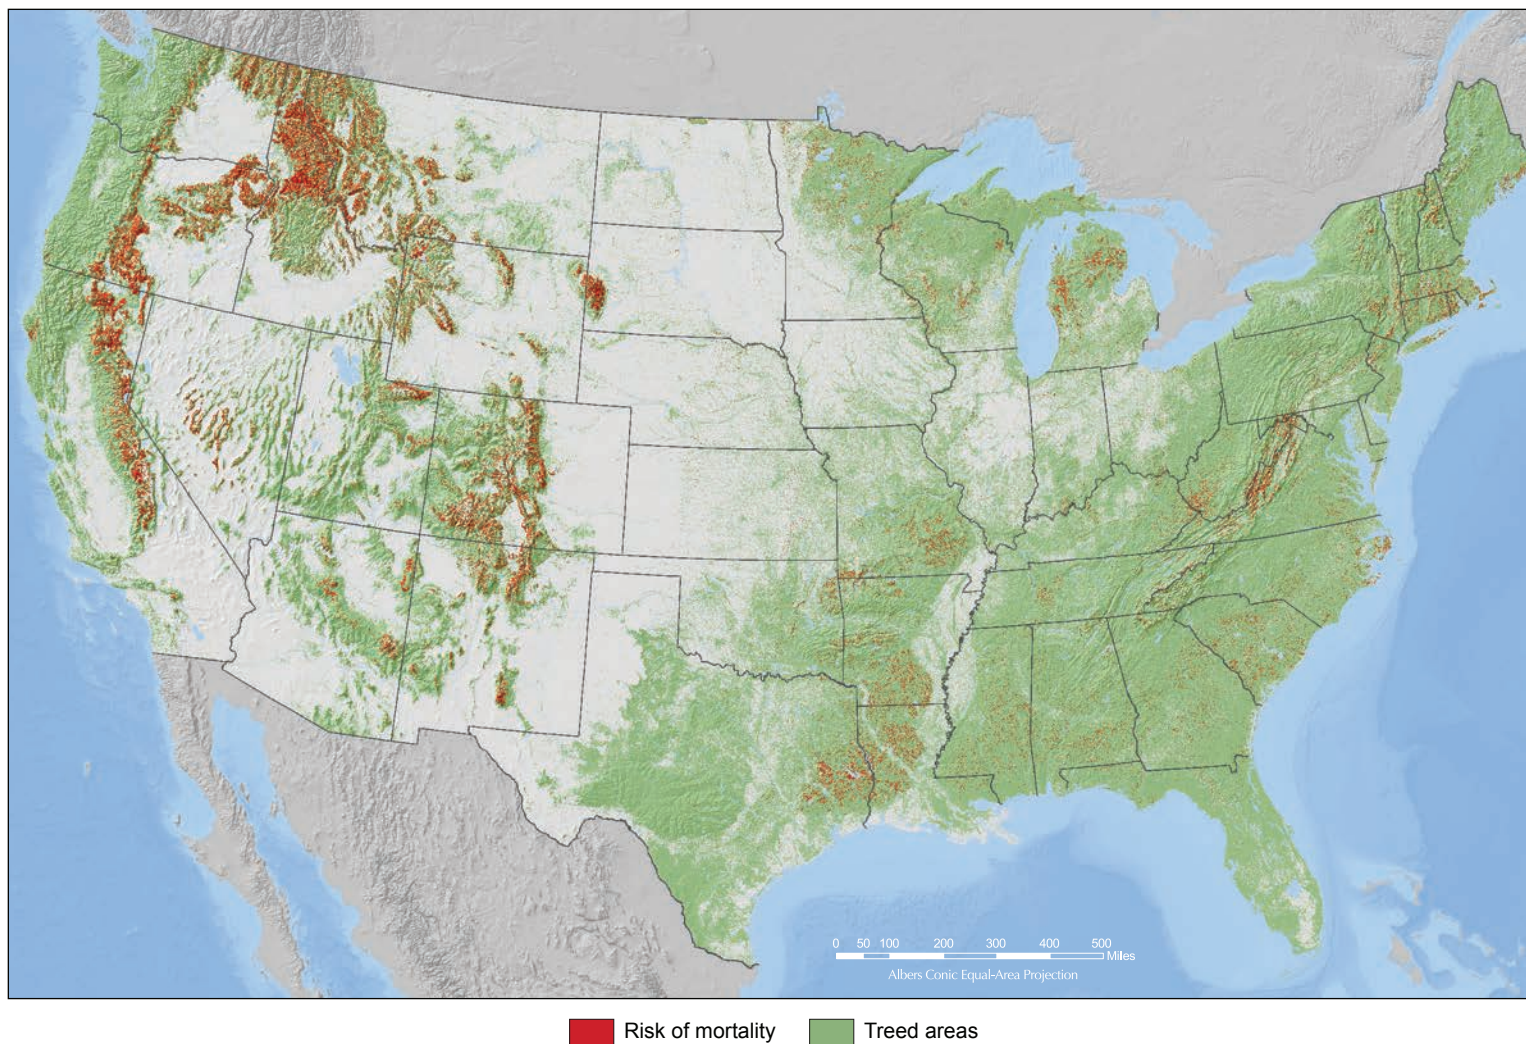 0 50 100 200 300 400 500
Miles
Albers Conic Equal-Area Projection
Risk of mortality Treed areas